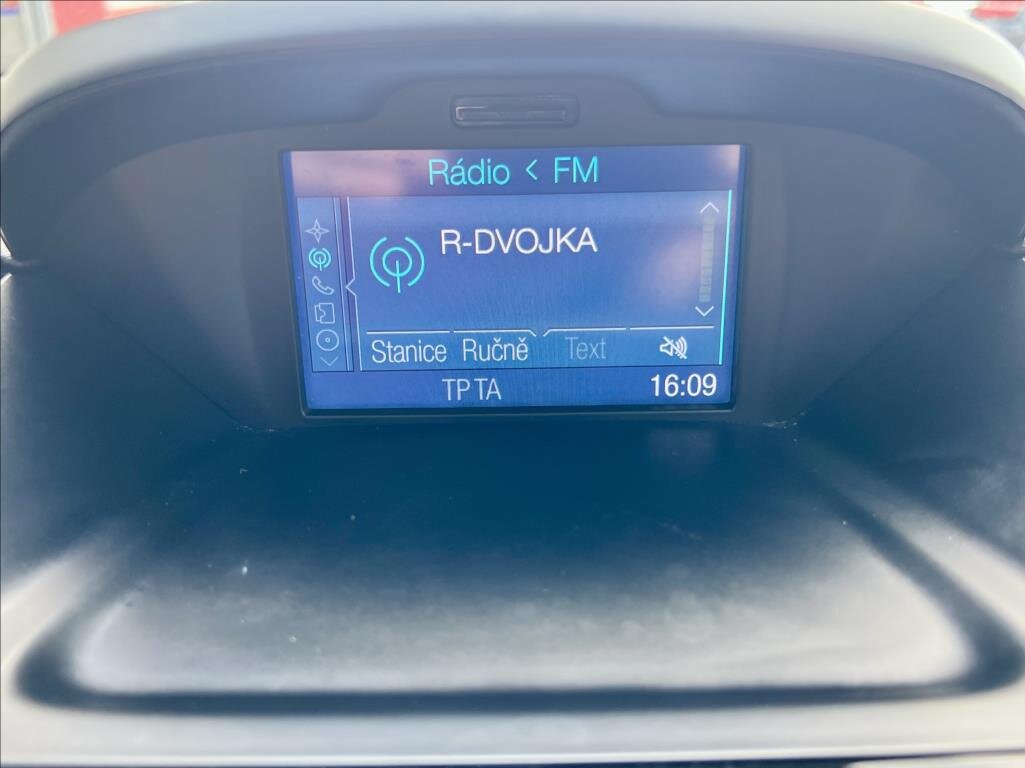 Rádio < FM
R-DVOJKA
Stanice Ručně Text
TP TA 16:09